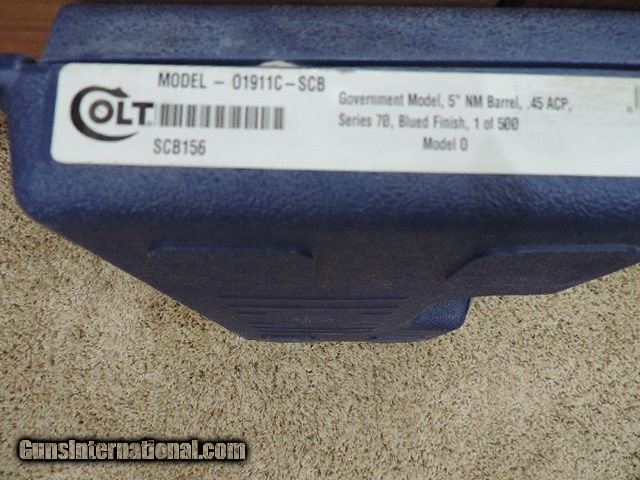 MODEL - O1911C-SCB
COLT
SCB156
Government Model, 5" NM Barrel, .45 ACP,
Series 70, Blued Finish, 1 of 500
Model O
GunsInternational.com